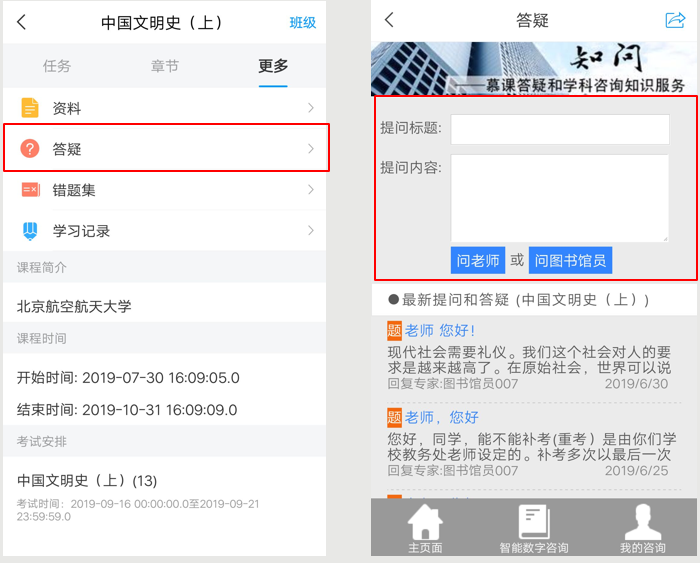 中国文明史（上）
班级
任务
章节
更多
资料
答疑
错题集
学习记录
课程简介
北京航空航天大学
课程时间
开始时间: 2019-07-30 16:09:05.0
结束时间: 2019-10-31 16:09:09.0
考试安排
中国文明史（上）(13)
考试时间：2019-09-16 00:00:00.0至2019-09-21
23:59:59.0
答疑
知问
——慕课答疑和学科咨询知识服务
提问标题:
提问内容:
问老师 或 问图书馆员
●最新提问和答疑 (中国文明史（上）)
题 老师 您好!
现代社会需要礼仪。我们这个社会对人的要
求是越来越高了。在原始社会，世界可以说
回复专家:图书馆员007
2019/6/30
题 老师，您好
您好，同学，能不能补考(重考）是由你们学
校教务处老师设定的。补考多次以最后一次
回复专家:图书馆员007
2019/6/25
主页面
智能数字咨询
我的咨询